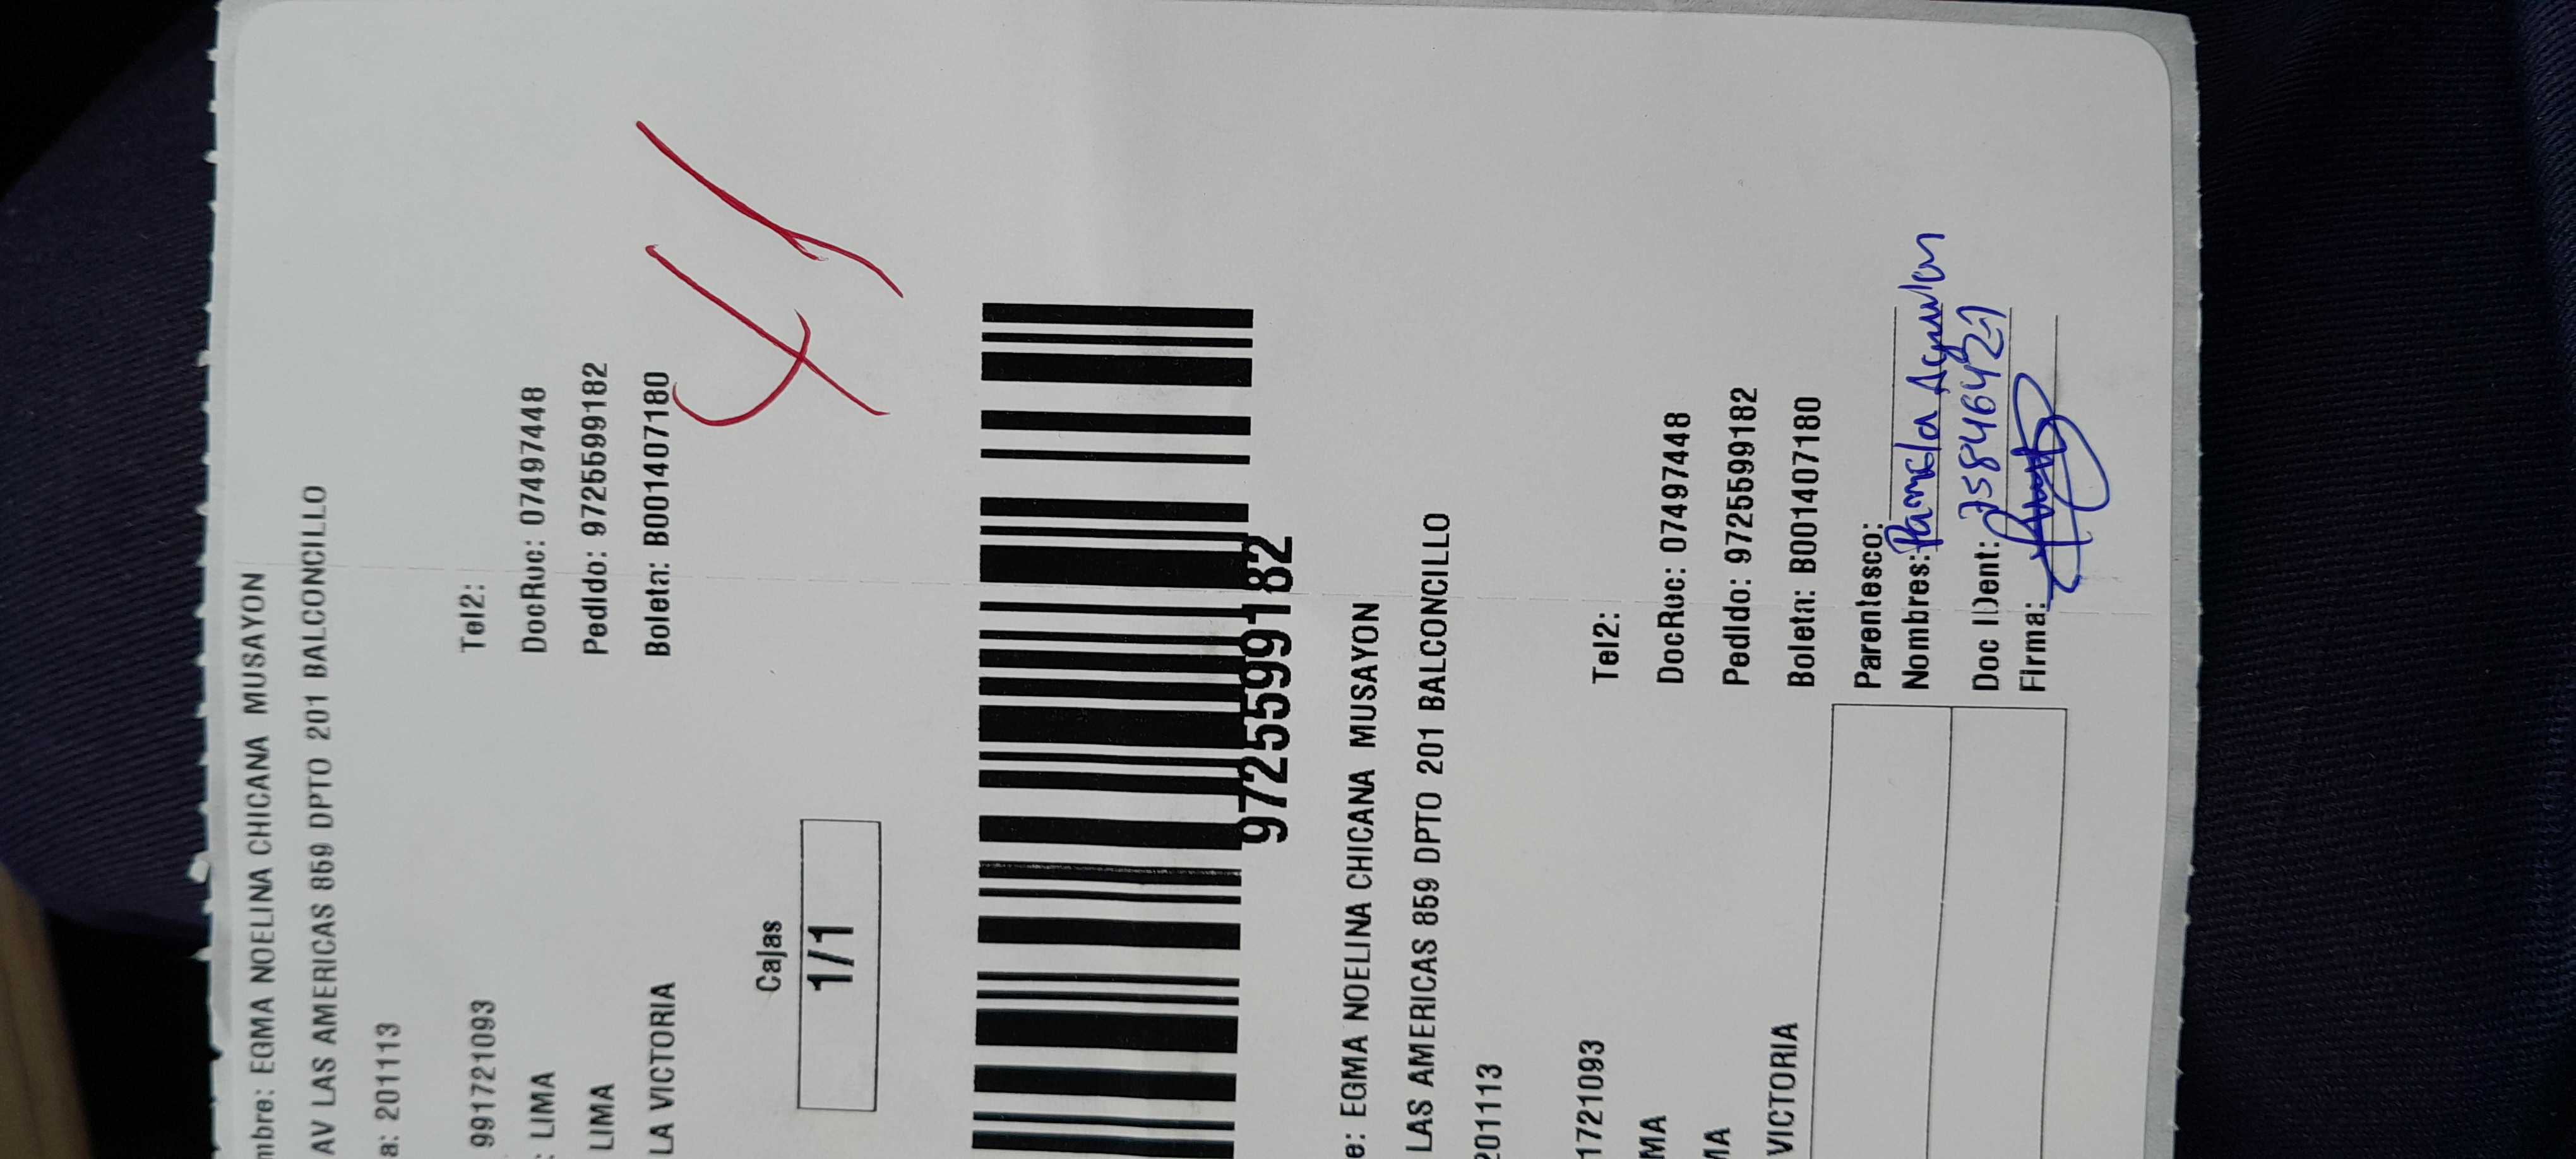 mbre: EGMA NOELINA CHICANA MUSAYON
AV LAS AMERICAS 859 DPTO 201 BALCONCILLO
a: 201113
991721093 Tel2:
: LIMA DocRuc: 07497448
LIMA Pedido: 9725599182
LA VICTORIA Boleta: B001407180
41
Cajas
1/1
9725599182
e: EGMA NOELINA CHICANA MUSAYON
LAS AMERICAS 859 DPTO 201 BALCONCILLO
201113
1721093 Tel2:
MA DocRuc: 07497448
MA Pedido: 9725599182
VICTORIA Boleta: B001407180
Parentesco:
Nombres: Pamela
Doc IDent:
Firma: